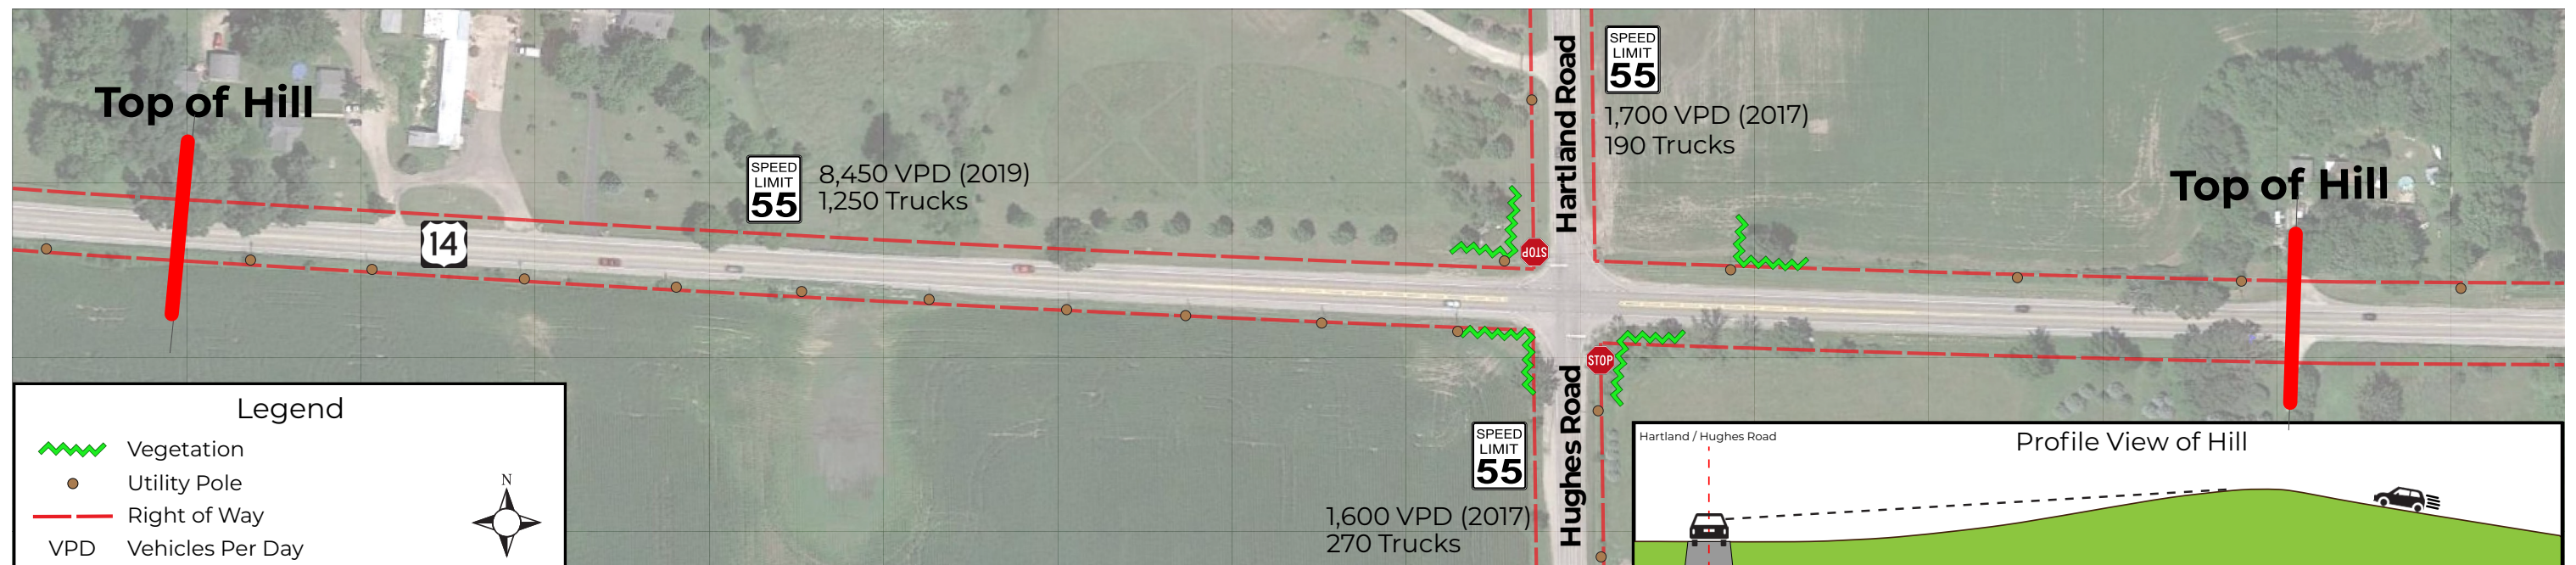 Top of Hill
14
SPEED
LIMIT
55
8,450 VPD (2019)
1,250 Trucks
Hartland Road
STOP
SPEED
LIMIT
55
1,700 VPD (2017)
190 Trucks
Top of Hill
STOP
Hughes Road
SPEED
LIMIT
55
1,600 VPD (2017)
270 Trucks
Legend
Vegetation
Utility Pole
Right of Way
VPD Vehicles Per Day
N
Hartland / Hughes Road
Profile View of Hill